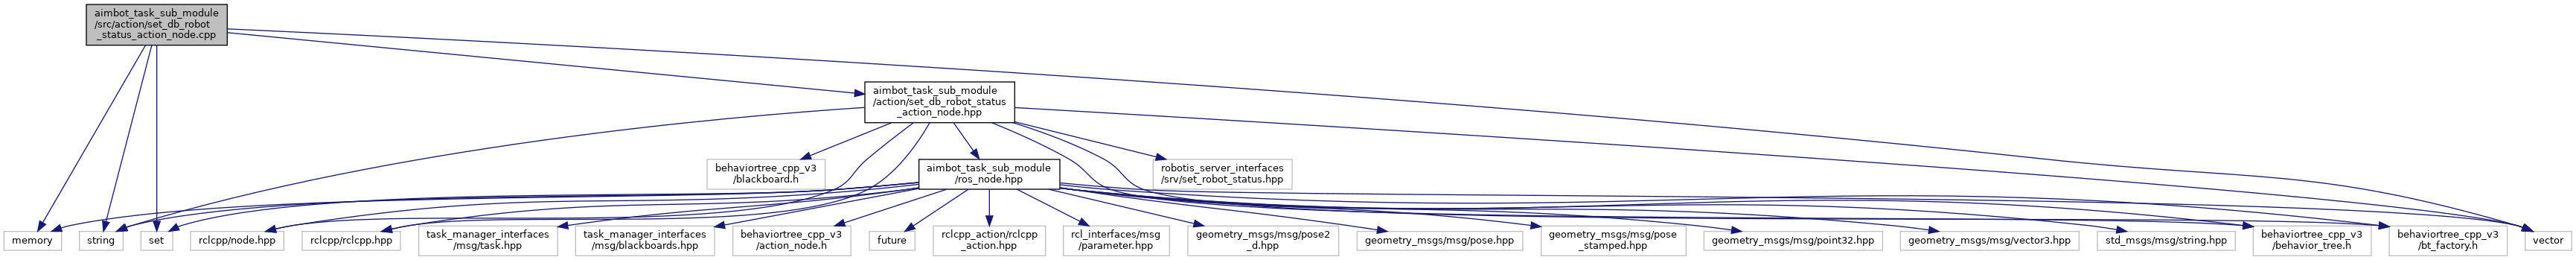 aimbot_task_sub_module
/src/action/set_db_robot
_status_action_node.cpp
aimbot_task_sub_module
/action/set_db_robot_status
_action_node.hpp
behaviortree_cpp_v3
/blackboard.h
aimbot_task_sub_module
/ros_node.hpp
robotis_server_interfaces
/srv/set_robot_status.hpp
memory
string
set
rclcpp/node.hpp
rclcpp/rclcpp.hpp
task_manager_interfaces
/msg/task.hpp
task_manager_interfaces
/msg/blackboards.hpp
behaviortree_cpp_v3
/action_node.h
future
rclcpp_action/rclcpp
_action.hpp
rcl_interfaces/msg
/parameter.hpp
geometry_msgs/msg/pose2
_d.hpp
geometry_msgs/msg/pose.hpp
geometry_msgs/msg/pose
_stamped.hpp
geometry_msgs/msg/point32.hpp
geometry_msgs/msg/vector3.hpp
std_msgs/msg/string.hpp
behaviortree_cpp_v3
/behavior_tree.h
behaviortree_cpp_v3
/bt_factory.h
vector